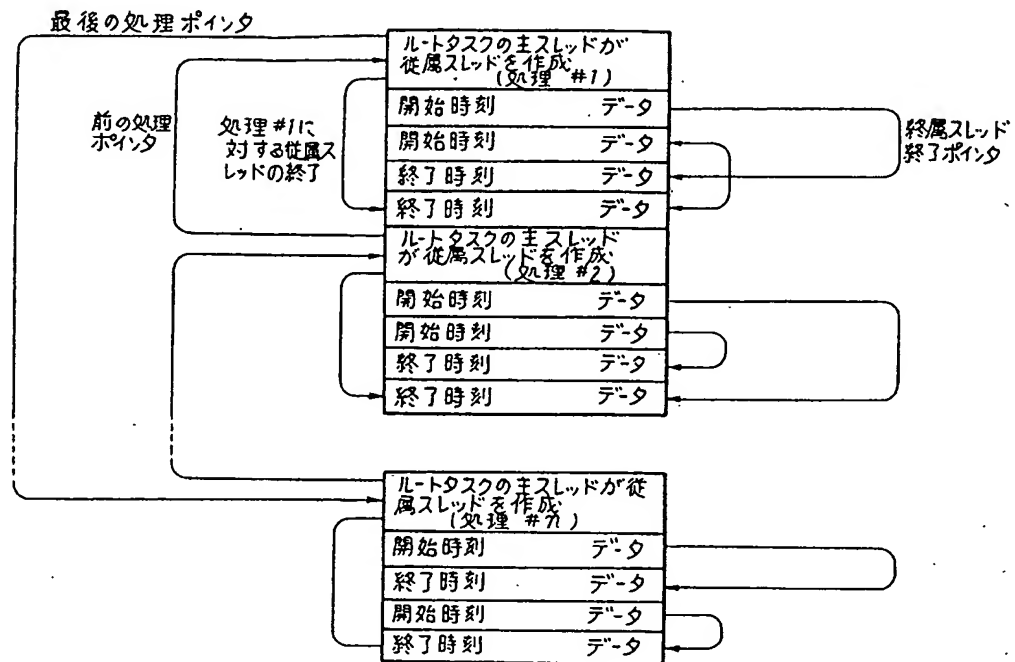 最後の処理ポインタ
ルートタスクの主スレッドが
従属スレッドを作成
(処理 #1)
開始時刻 データ
開始時刻 データ
終了時刻 データ
終了時刻 データ
前の処理
ポインタ
処理#1に
対する従属ス
レッドの終了
終属スレッド
終了ポインタ
ルートタスクの主スレッド
が従属スレッドを作成
(処理 #2)
開始時刻 データ
開始時刻 データ
終了時刻 データ
終了時刻 データ
ルートタスクの主スレッドが従
属スレッドを作成
(処理 #n)
開始時刻 データ
終了時刻 データ
開始時刻 データ
終了時刻 データ